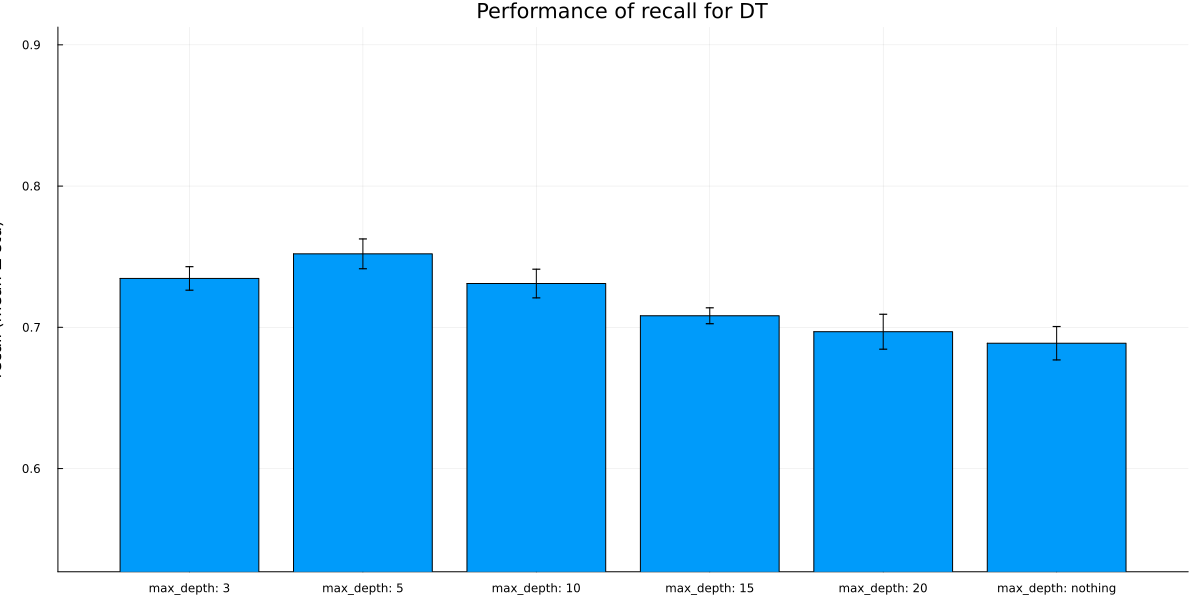 Performance of recall for DT
0.9
0.8
0.7
0.6
max_depth: 3
max_depth: 5
max_depth: 10
max_depth: 15
max_depth: 20
max_depth: nothing